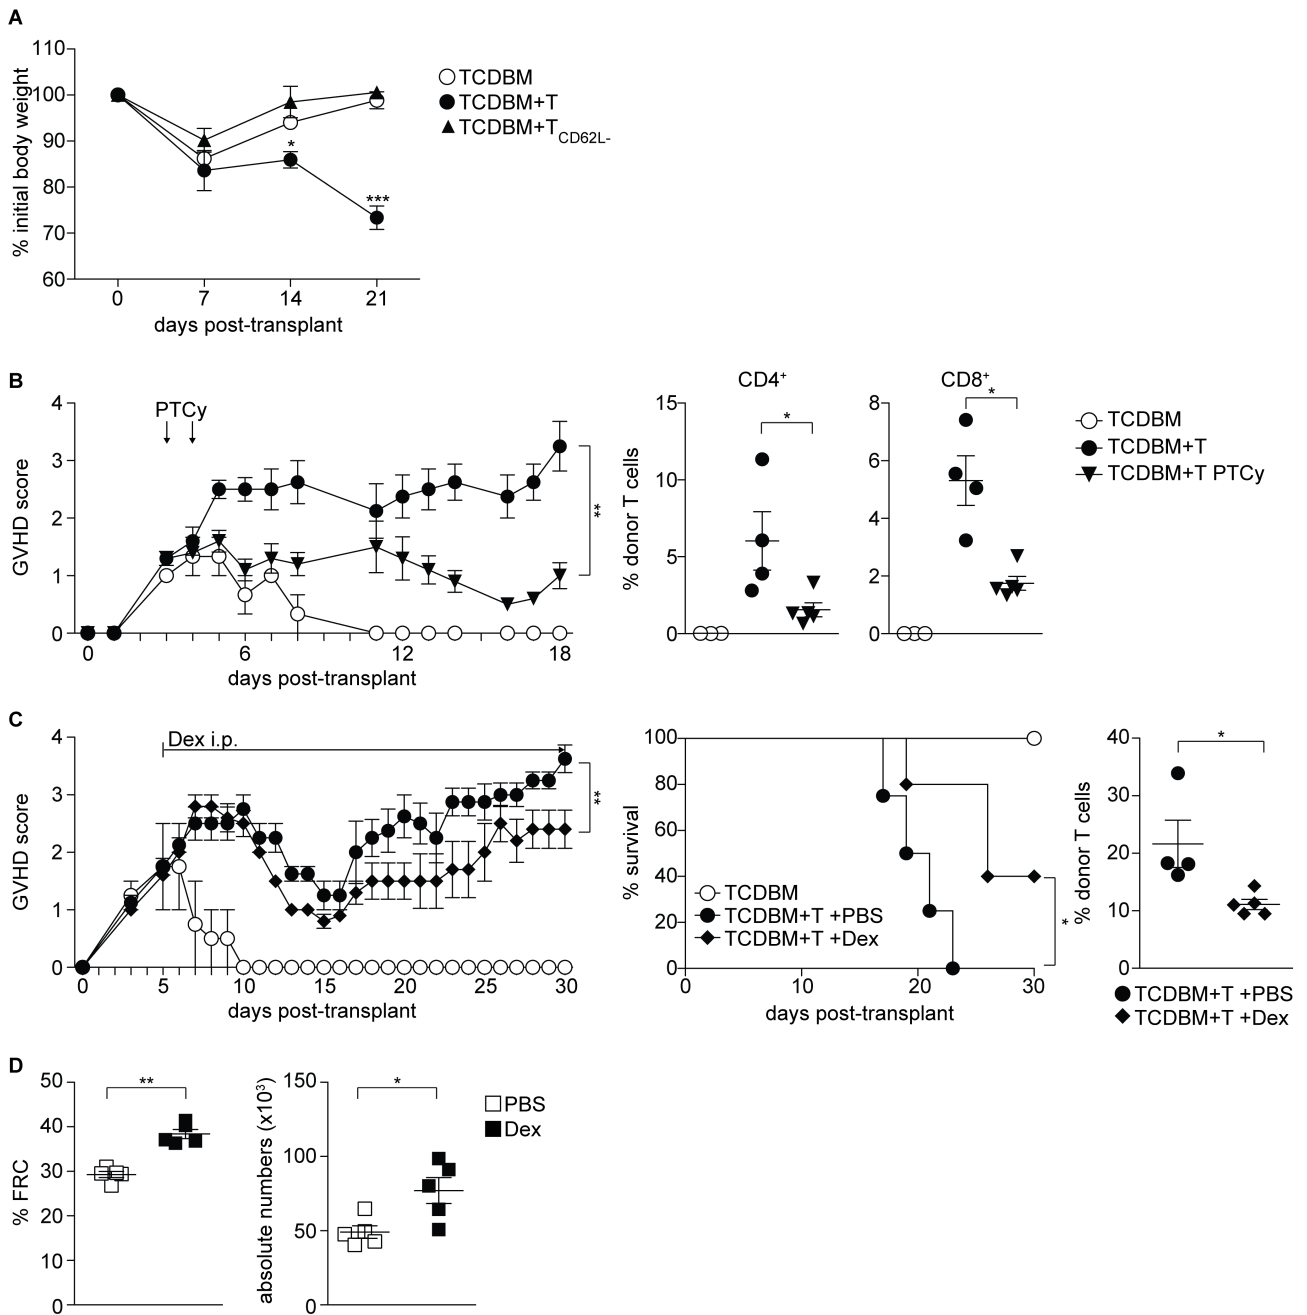 A
110
100
90
80
70
60
% initial body weight
*
***
0 7 14 21
days post-transplant
TCDBM
TCDBM+T
TCDBM+TCD62L-
B
4
3
2
1
0
GVHD score
PTCy
**
0 6 12 18
days post-transplant
CD4+
15
10
5
0
% donor T cells
*
CD8+
8
6
4
2
0
*
TCDBM
TCDBM+T
TCDBM+T PTCy
C
4
3
2
1
0
GVHD score
Dex i.p.
**
0 5 10 15 20 25 30
days post-transplant
100
80
60
40
20
0
% survival
TCDBM
TCDBM+T +PBS
TCDBM+T +Dex
*
0 10 20 30
days post-transplant
40
30
20
10
0
% donor T cells
*
TCDBM+T +PBS
TCDBM+T +Dex
D
50
40
30
20
10
0
% FRC
**
150
100
50
0
absolute numbers (x10³)
*
PBS
Dex